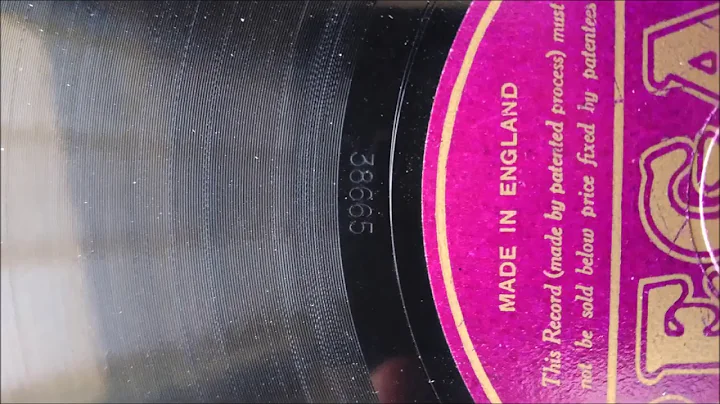 MADE IN ENGLAND
This Record (made by patented process) must
not be sold below price fixed by patentees
38665